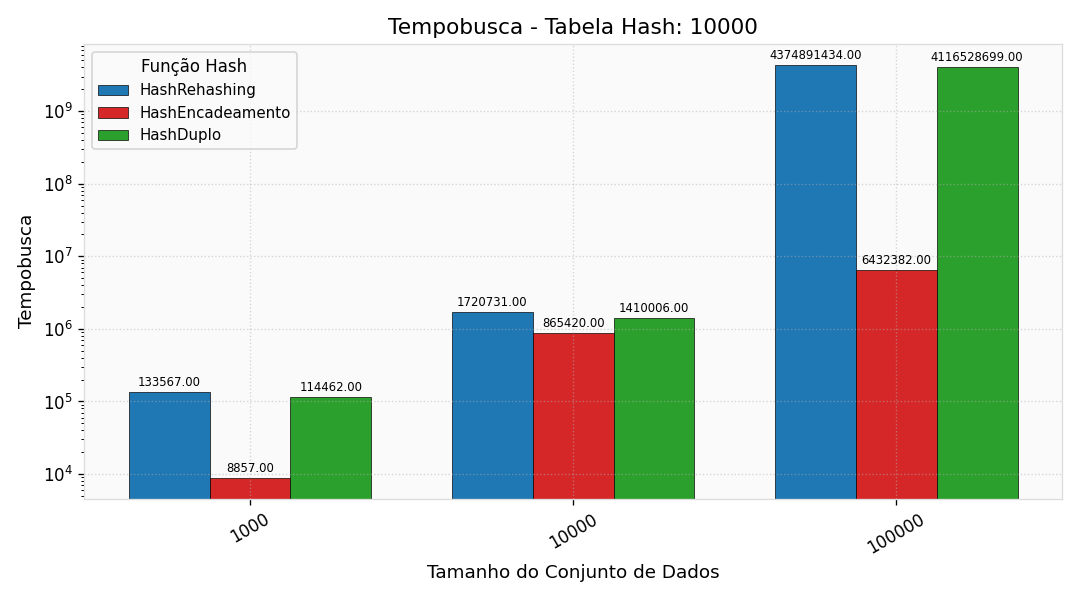 Tempobusca - Tabela Hash: 10000
Função Hash
HashRehashing
HashEncadeamento
HashDuplo
Tempobusca
10⁹
10⁸
10⁷
10⁶
10⁵
10⁴
133567.00
8857.00
114462.00
1720731.00
865420.00
1410006.00
4374891434.00
6432382.00
4116528699.00
1000
10000
100000
Tamanho do Conjunto de Dados